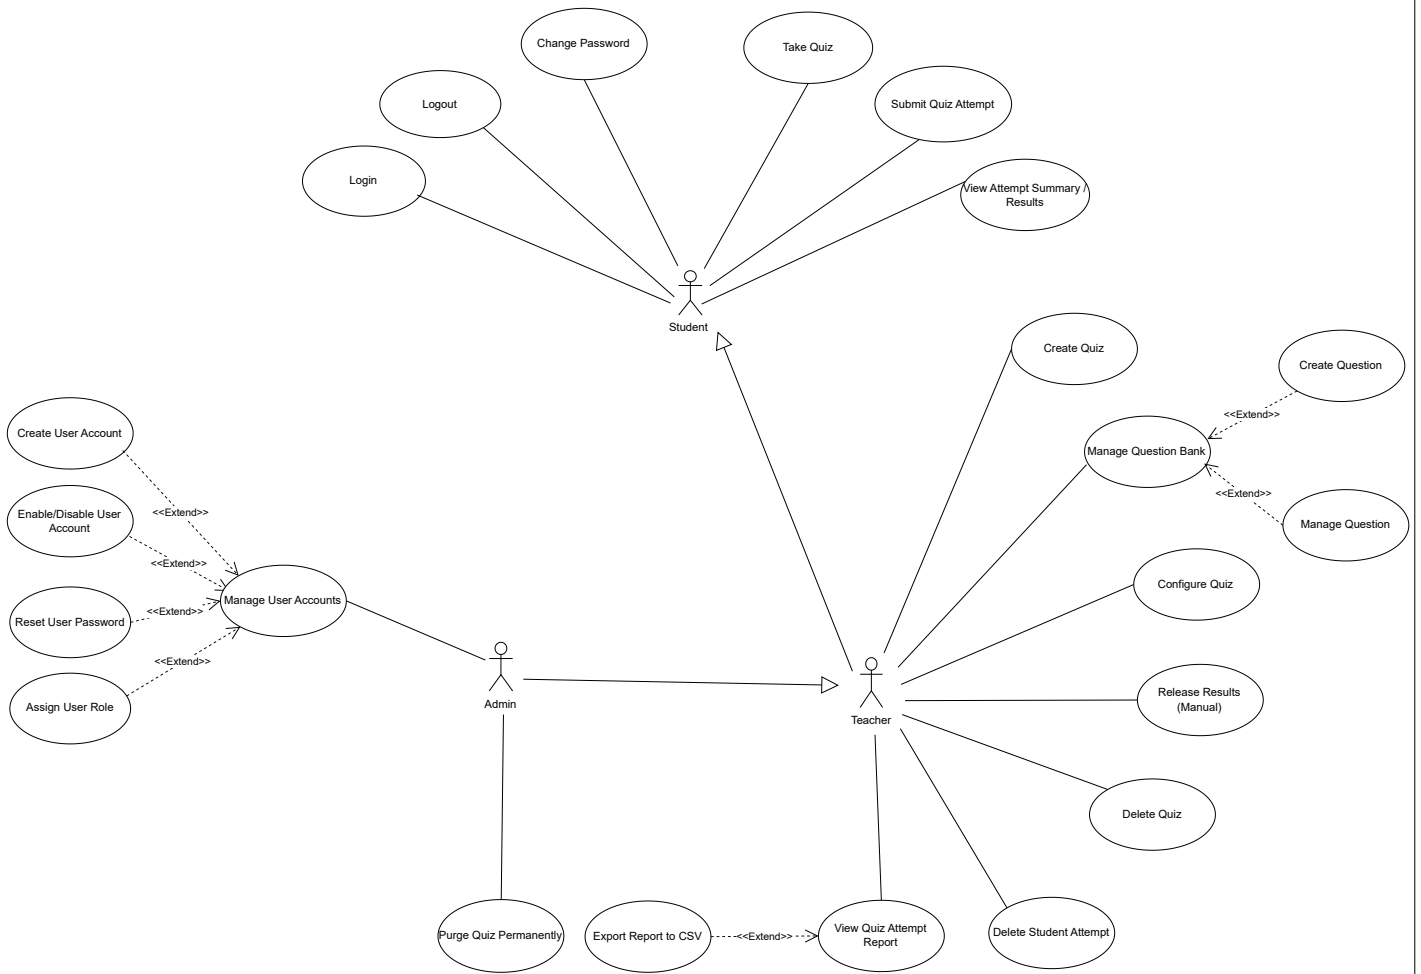 Change Password
Take Quiz
Logout
Submit Quiz Attempt
Login
View Attempt Summary /
Results
Student
Create Quiz
Create Question
<<Extend>>
Create User Account
Manage Question Bank
<<Extend>>
Manage Question
<<Extend>>
Enable/Disable User
Account
<<Extend>>
Configure Quiz
Manage User Accounts
<<Extend>>
Reset User Password
<<Extend>>
Assign User Role
Admin
Teacher
Release Results
(Manual)
Delete Quiz
Purge Quiz Permanently
Export Report to CSV
<<Extend>>
View Quiz Attempt
Report
Delete Student Attempt